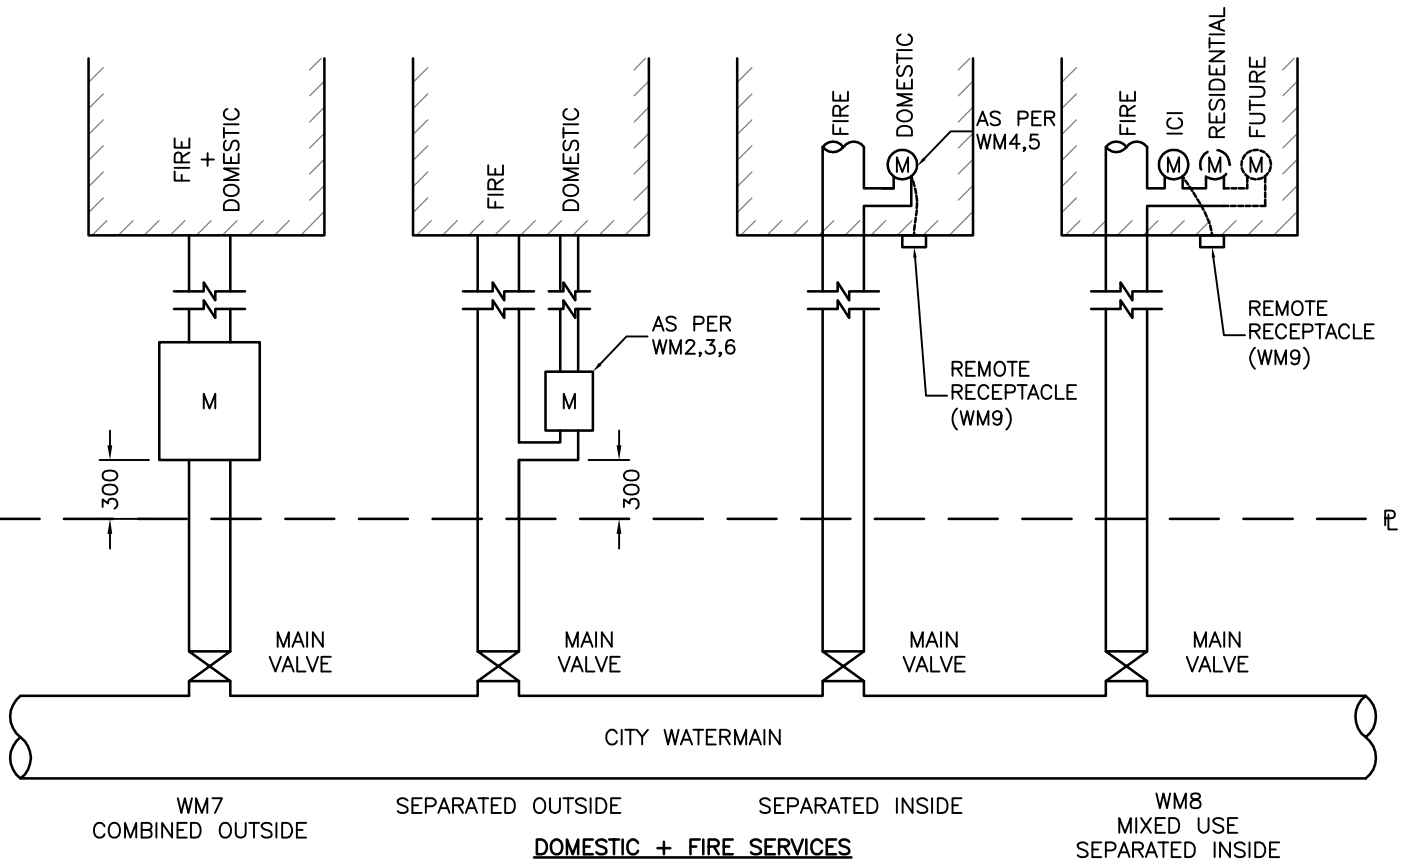 FIRE
+
DOMESTIC
FIRE
DOMESTIC
FIRE
DOMESTIC
FIRE
ICI
RESIDENTIAL
FUTURE
AS PER
WM4,5
M
M
M
M
AS PER
WM2,3,6
REMOTE
RECEPTACLE
(WM9)
REMOTE
RECEPTACLE
(WM9)
M
M
300
300
PL
MAIN
VALVE
MAIN
VALVE
MAIN
VALVE
MAIN
VALVE
CITY WATERMAIN
WM7
COMBINED OUTSIDE
SEPARATED OUTSIDE
SEPARATED INSIDE
WM8
MIXED USE
SEPARATED INSIDE
DOMESTIC + FIRE SERVICES